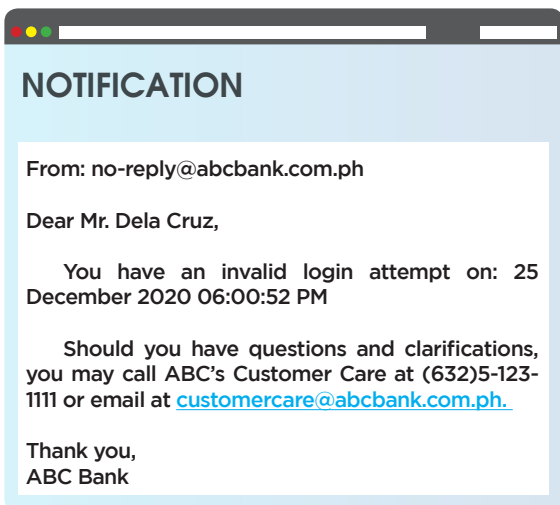 NOTIFICATION
From: no-reply@abcbank.com.ph
Dear Mr. Dela Cruz,
You have an invalid login attempt on: 25
December 2020 06:00:52 PM
Should you have questions and clarifications,
you may call ABC's Customer Care at (632)5-123-
1111 or email at customercare@abcbank.com.ph.
Thank you,
ABC Bank